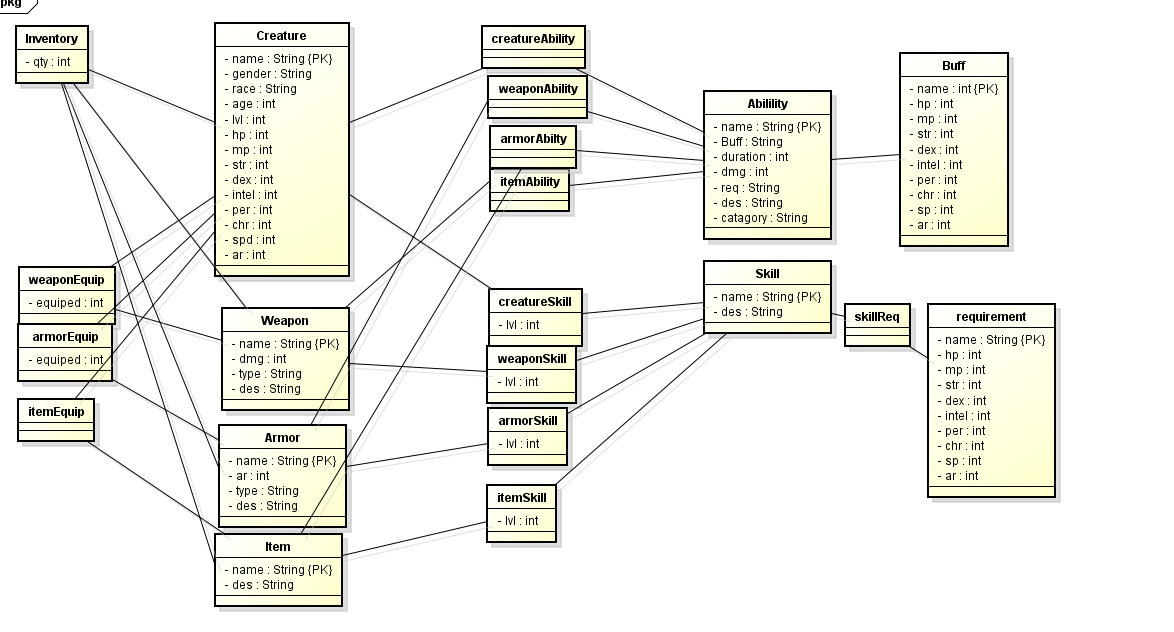 pkg
Inventory
- qty : int
Creature
- name : String {PK}
- gender : String
- race : String
- age : int
- lvl : int
- hp : int
- mp : int
- str : int
- dex : int
- intel : int
- per : int
- chr : int
- spd : int
- ar : int
creatureAbility
weaponAbility
armorAbilty
itemAbility
Abilility
- name : String {PK}
- Buff : String
- duration : int
- dmg : int
- req : String
- des : String
- catagory : String
Buff
- name : int {PK}
- hp : int
- mp : int
- str : int
- dex : int
- intel : int
- per : int
- chr : int
- sp : int
- ar : int
weaponEquip
- equiped : int
armorEquip
- equiped : int
itemEquip
Weapon
- name : String {PK}
- dmg : int
- type : String
- des : String
Armor
- name : String {PK}
- ar : int
- type : String
- des : String
Item
- name : String {PK}
- des : String
creatureSkill
- lvl : int
weaponSkill
- lvl : int
armorSkill
- lvl : int
itemSkill
- lvl : int
Skill
- name : String {PK}
- des : String
skillReq
requirement
- name : String {PK}
- hp : int
- mp : int
- str : int
- dex : int
- intel : int
- per : int
- chr : int
- sp : int
- ar : int